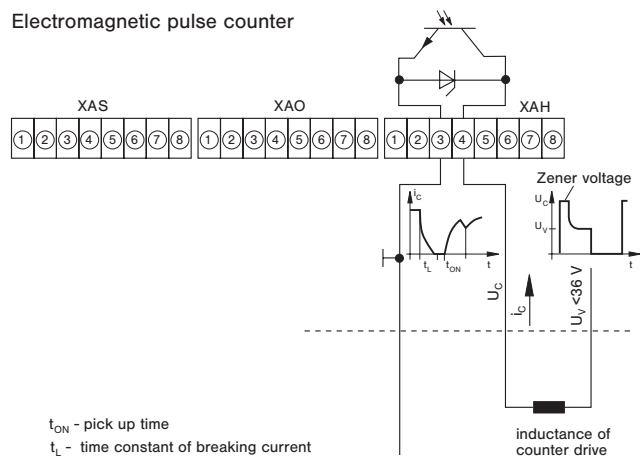 Electromagnetic pulse counter
XAS XAO XAH
1 2 3 4 5 6 7 8 1 2 3 4 5 6 7 8 1 2 3 4 5 6 7 8
Zener voltage
i_C
U_C
U_V
t_L t_ON t
t
U_C
i_C
U_V <36 V
t_ON - pick up time
t_L - time constant of breaking current
inductance of
counter drive